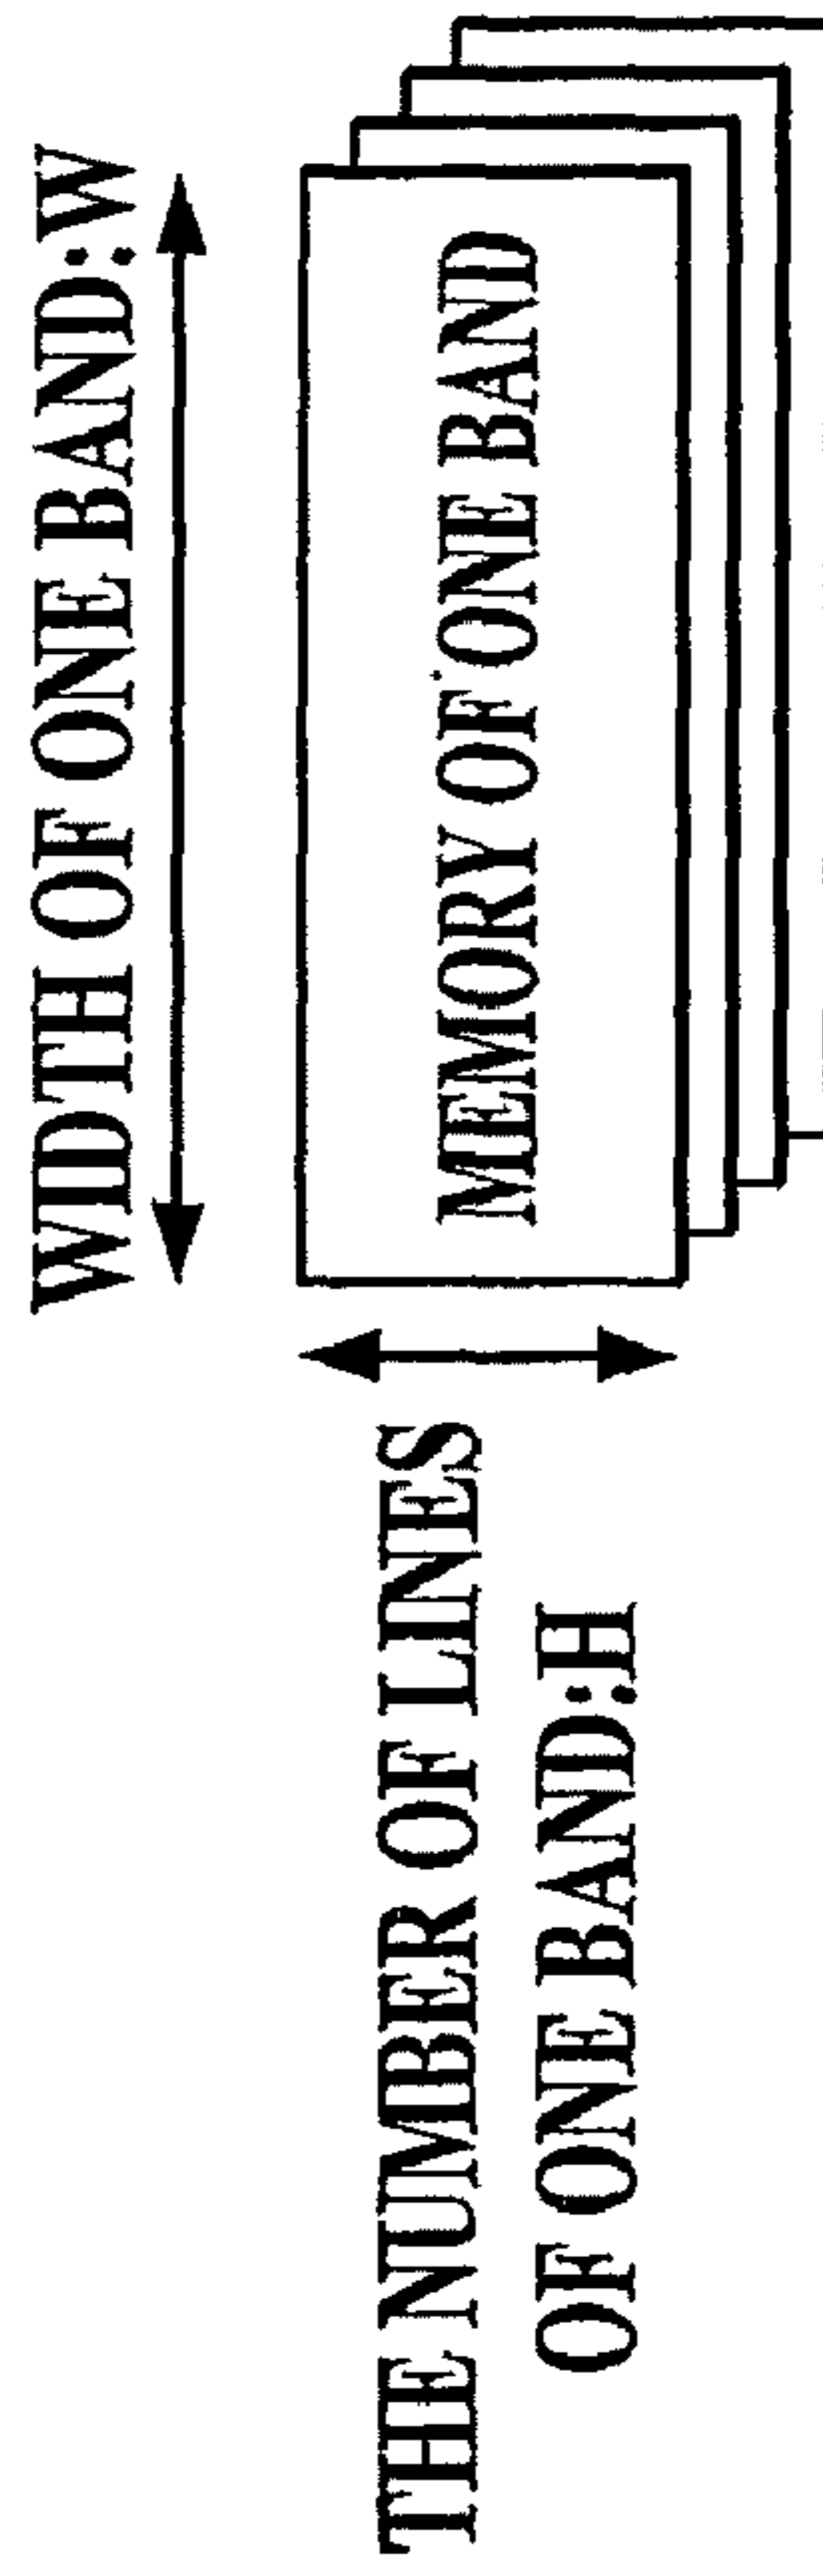 WIDTH OF ONE BAND:W
MEMORY OF ONE BAND
THE NUMBER OF LINES
OF ONE BAND:H